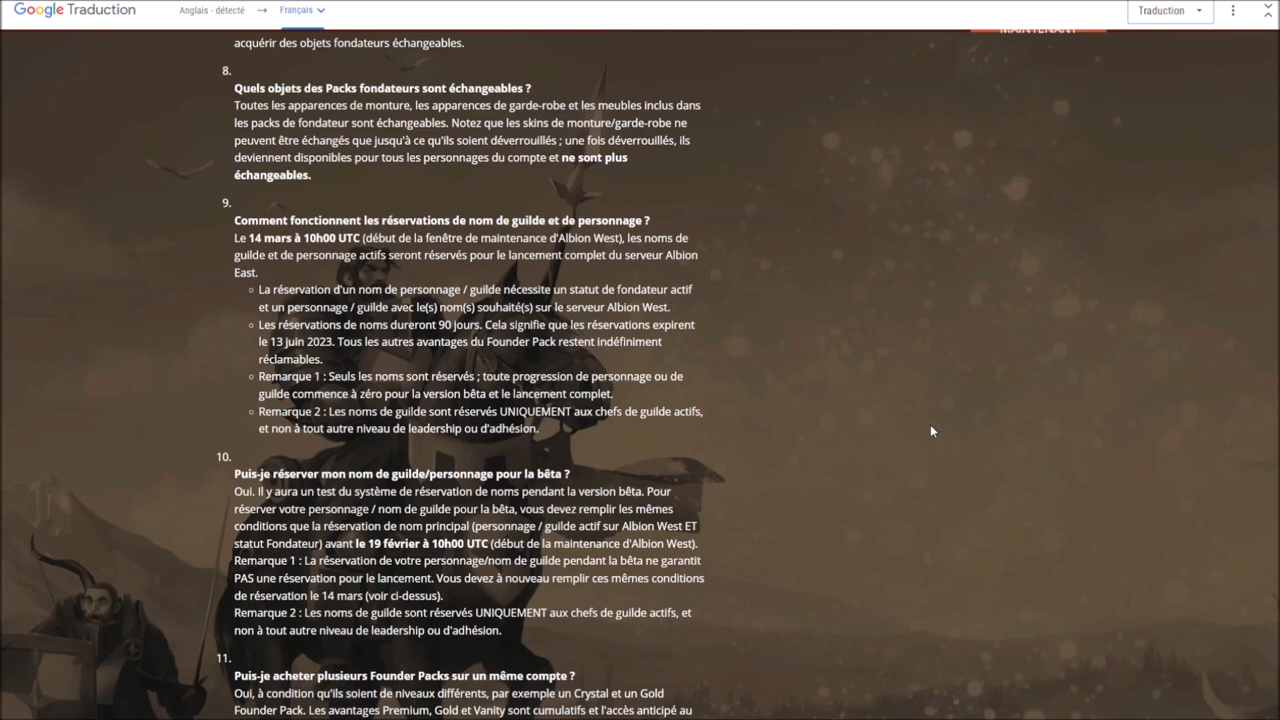 Google Traduction
Anglais - détecté → Français
Traduction
MAINTENANT
acquérir des objets fondateurs échangeables.
8.
Quels objets des Packs fondateurs sont échangeables ?
Toutes les apparences de monture, les apparences de garde-robe et les meubles inclus dans
les packs de fondateur sont échangeables. Notez que les skins de monture/garde-robe ne
peuvent être échangés que jusqu'à ce qu'ils soient déverrouillés ; une fois déverrouillés, ils
deviennent disponibles pour tous les personnages du compte et ne sont plus
échangeables.
9.
Comment fonctionnent les réservations de nom de guilde et de personnage ?
Le 14 mars à 10h00 UTC (début de la fenêtre de maintenance d'Albion West), les noms de
guilde et de personnage actifs seront réservés pour le lancement complet du serveur Albion
East.
La réservation d'un nom de personnage / guilde nécessite un statut de fondateur actif
et un personnage / guilde avec le(s) nom(s) souhaité(s) sur le serveur Albion West.
Les réservations de noms dureront 90 jours. Cela signifie que les réservations expirent
le 13 juin 2023. Tous les autres avantages du Founder Pack restent indéfiniment
réclamables.
Remarque 1 : Seuls les noms sont réservés ; toute progression de personnage ou de
guilde commence à zéro pour la version bêta et le lancement complet.
Remarque 2 : Les noms de guilde sont réservés UNIQUEMENT aux chefs de guilde actifs,
et non à tout autre niveau de leadership ou d'adhésion.
10.
Puis-je réserver mon nom de guilde/personnage pour la bêta ?
Oui. Il y aura un test du système de réservation de noms pendant la version bêta. Pour
réserver votre personnage / nom de guilde pour la bêta, vous devez remplir les mêmes
conditions que la réservation de nom principal (personnage / guilde actif sur Albion West ET
statut Fondateur) avant le 19 février à 10h00 UTC (début de la maintenance d'Albion West).
Remarque 1 : La réservation de votre personnage/nom de guilde pendant la bêta ne garantit
PAS une réservation pour le lancement. Vous devez à nouveau remplir ces mêmes conditions
de réservation le 14 mars (voir ci-dessus).
Remarque 2 : Les noms de guilde sont réservés UNIQUEMENT aux chefs de guilde actifs, et
non à tout autre niveau de leadership ou d'adhésion.
11.
Puis-je acheter plusieurs Founder Packs sur un même compte ?
Oui, à condition qu'ils soient de niveaux différents, par exemple un Crystal et un Gold
Founder Pack. Les avantages Premium, Gold et Vanity sont cumulatifs et l'accès anticipé au